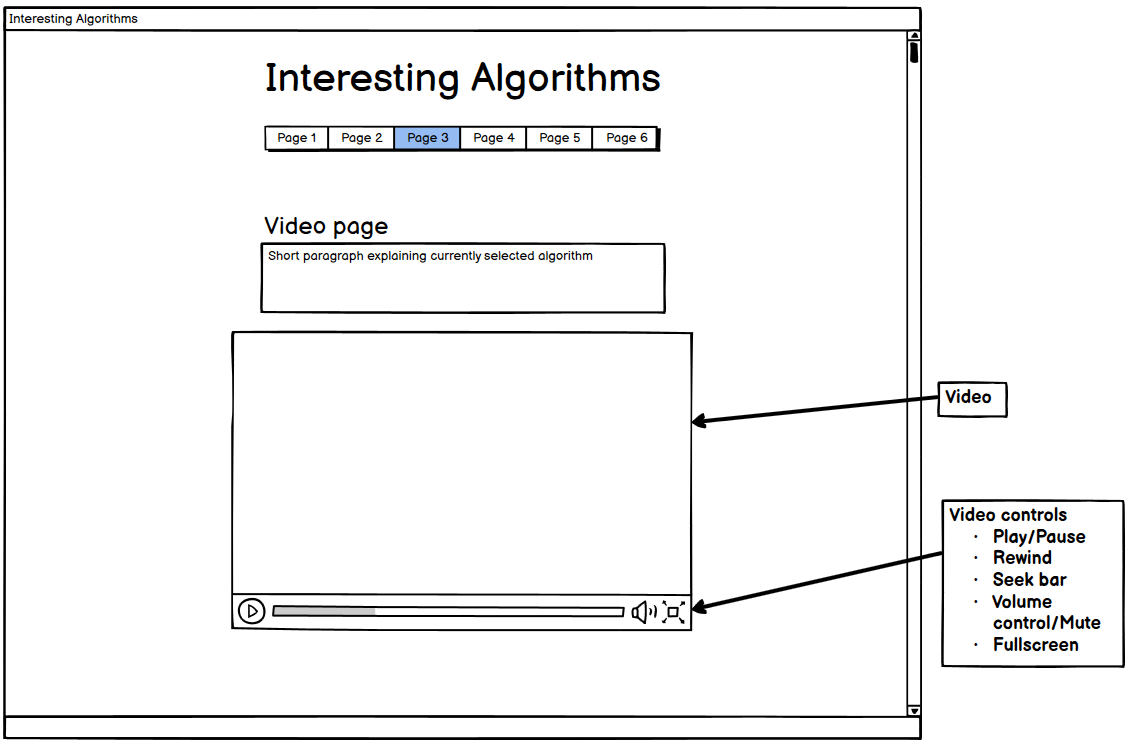 Interesting Algorithms
Interesting Algorithms
Page 1 Page 2 Page 3 Page 4 Page 5 Page 6
Video page
Short paragraph explaining currently selected algorithm
Video
Video controls
· Play/Pause
· Rewind
· Seek bar
· Volume
control/Mute
· Fullscreen